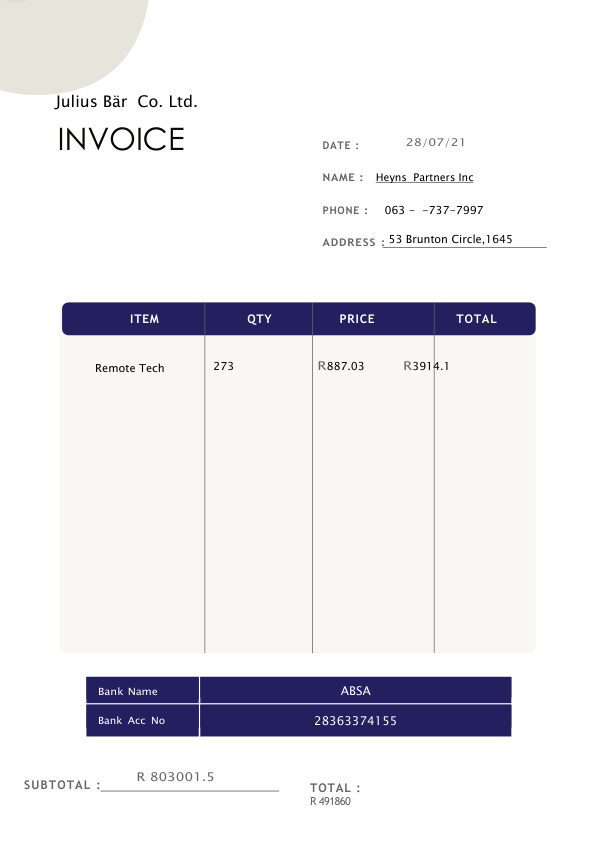 Julius Bär Co. Ltd.
INVOICE
DATE : 28/07/21
NAME : Heyns Partners Inc
PHONE : 063 - -737-7997
ADDRESS : 53 Brunton Circle,1645
ITEM QTY PRICE TOTAL
Remote Tech 273 R887.03 R3914.1
Bank Name ABSA
Bank Acc No 28363374155
SUBTOTAL : R 803001.5
TOTAL :
R 491860